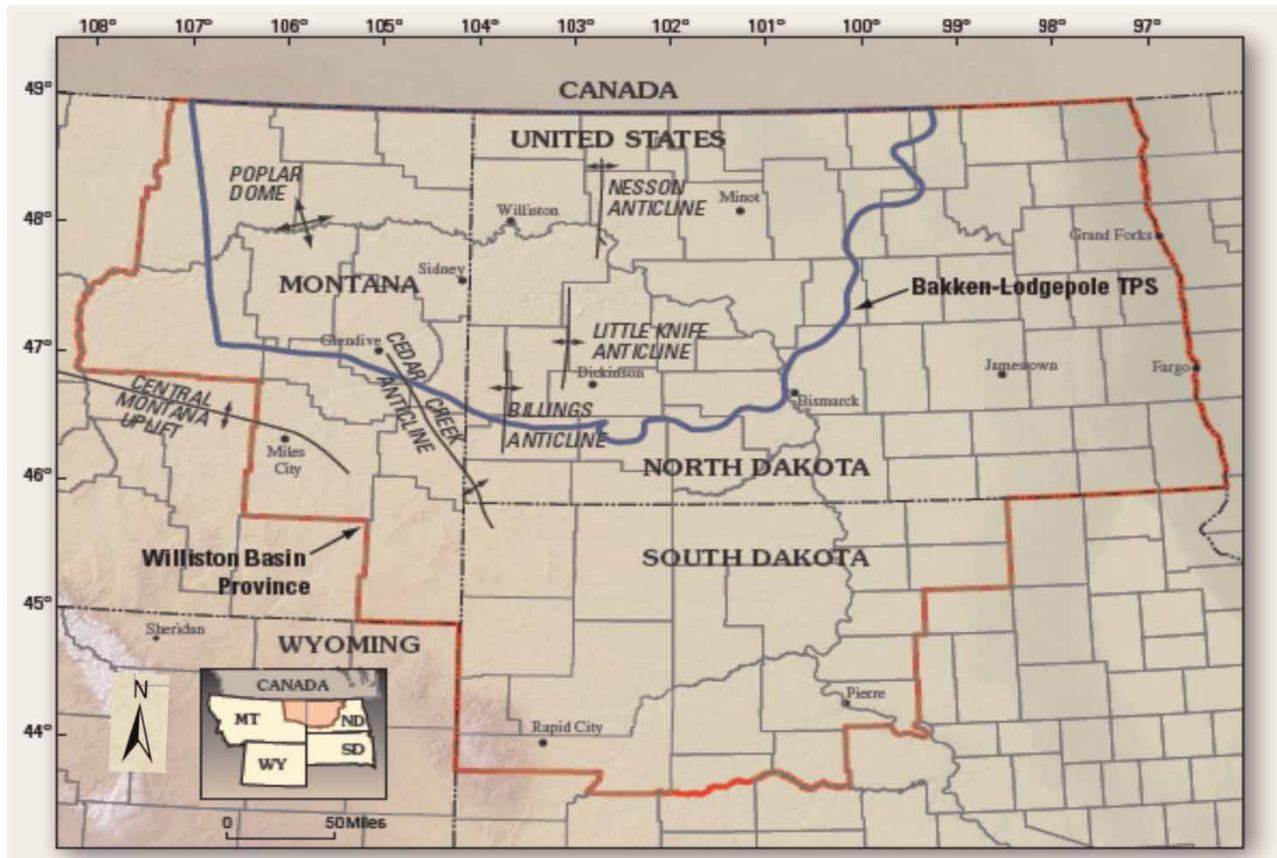 108° 107° 106° 105° 104° 103° 102° 101° 100° 99° 98° 97°
49°
48°
47°
46°
45°
44°
CANADA
UNITED STATES
POPLAR
DOME
NESSON
ANTICLINE
Minot
Williston
Grand Forks
Sidney
MONTANA
Bakken-Lodgepole TPS
Glendive
CEDAR CREEK
ANTICLINE
LITTLE KNIFE
ANTICLINE
Dickinson
Jamestown
Fargo
CENTRAL
MONTANA
UPLIFT
BILLINGS
ANTICLINE
Bismarck
Miles
City
NORTH DAKOTA
Williston Basin
Province
SOUTH DAKOTA
Sheridan
WYOMING
N
CANADA
MT
ND
SD
WY
Pierre
Rapid City
0 50Miles